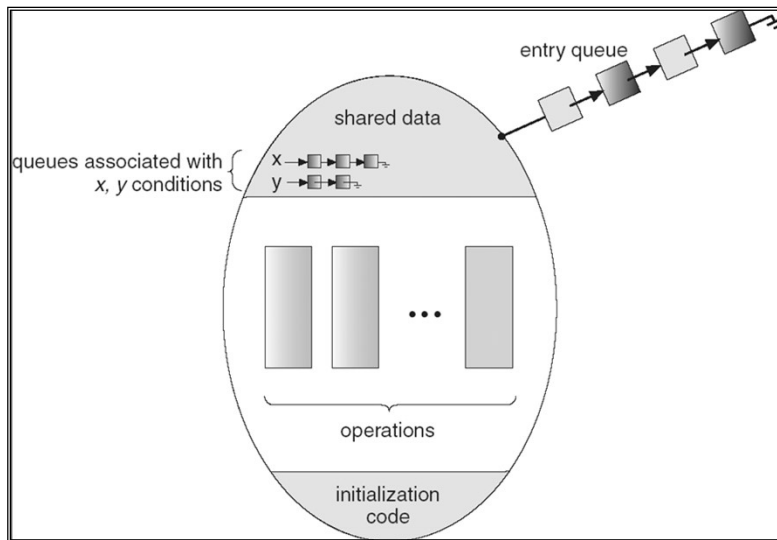 entry queue
shared data
queues associated with
x, y conditions
x
y
...
operations
initialization
code